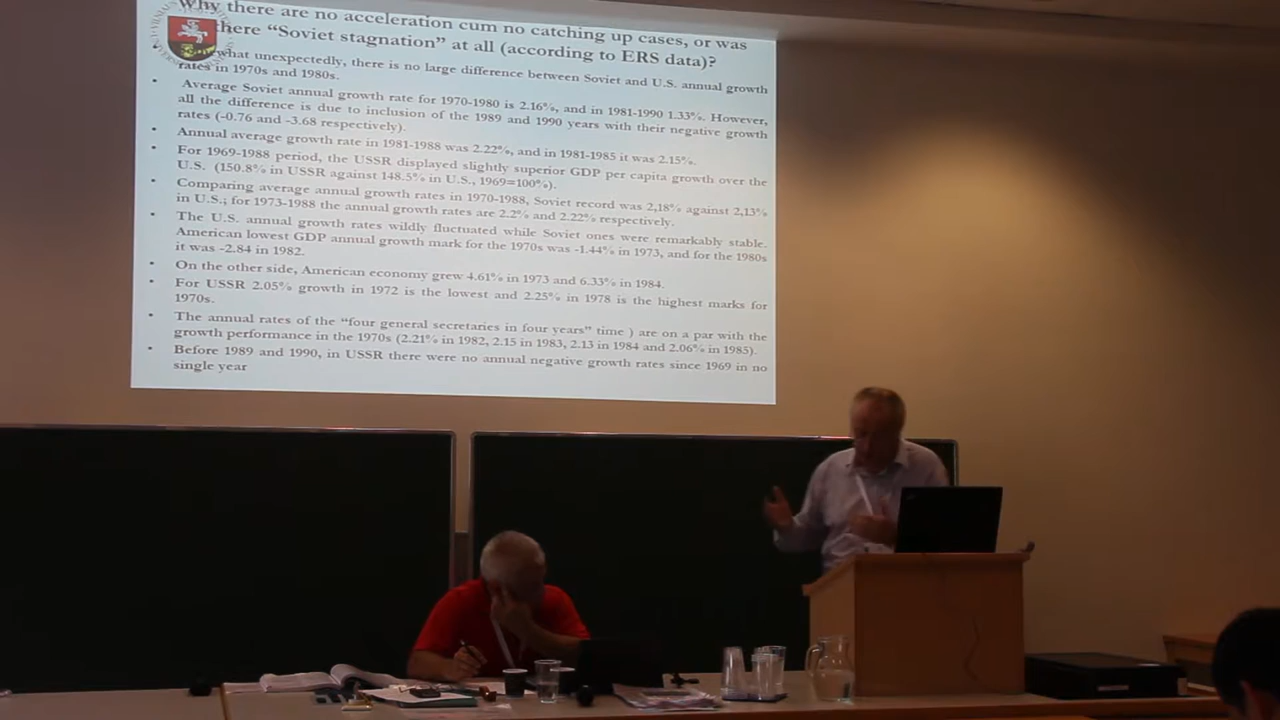 Why there are no acceleration cum no catching up cases, or was
there “Soviet stagnation” at all (according to ERS data)?
what unexpectedly, there is no large difference between Soviet and U.S. annual growth
rates in 1970s and 1980s.
• Average Soviet annual growth rate for 1970-1980 is 2.16%, and in 1981-1990 1.33%. However,
all the difference is due to inclusion of the 1989 and 1990 years with their negative growth
rates (-0.76 and -3.68 respectively).
• Annual average growth rate in 1981-1988 was 2.22%, and in 1981-1985 it was 2.15%.
• For 1969-1988 period, the USSR displayed slightly superior GDP per capita growth over the
U.S. (150.8% in USSR against 148.5% in U.S., 1969=100%).
• Comparing average annual growth rates in 1970-1988, Soviet record was 2,18% against 2,13%
in U.S.; for 1973-1988 the annual growth rates are 2.2% and 2.22% respectively.
• The U.S. annual growth rates wildly fluctuated while Soviet ones were remarkably stable.
American lowest GDP annual growth mark for the 1970s was -1.44% in 1973, and for the 1980s
it was -2.84 in 1982.
• On the other side, American economy grew 4.61% in 1973 and 6.33% in 1984.
• For USSR 2.05% growth in 1972 is the lowest and 2.25% in 1978 is the highest marks for
1970s.
• The annual rates of the “four general secretaries in four years” time ) are on a par with the
growth performance in the 1970s (2.21% in 1982, 2.15 in 1983, 2.13 in 1984 and 2.06% in 1985).
• Before 1989 and 1990, in USSR there were no annual negative growth rates since 1969 in no
single year